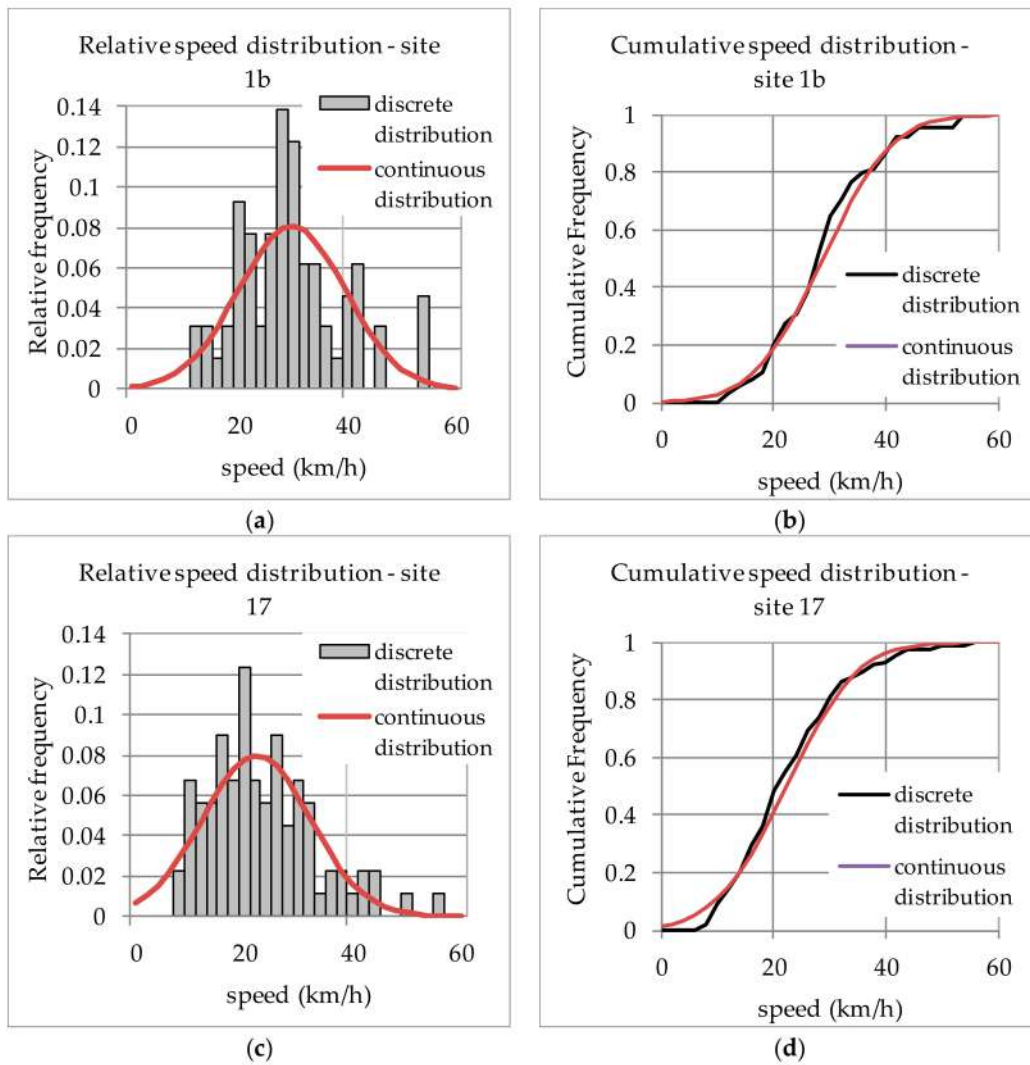 Relative speed distribution - site
1b
0.14
0.12
0.1
0.08
0.06
0.04
0.02
0
Relative frequency
discrete
distribution
continuous
distribution
0 20 40 60
speed (km/h)
(a)
Cumulative speed distribution -
site 1b
1
0.8
0.6
0.4
0.2
0
Cumulative Frequency
discrete
distribution
continuous
distribution
0 20 40 60
speed (km/h)
(b)
Relative speed distribution - site
17
0.14
0.12
0.1
0.08
0.06
0.04
0.02
0
Relative frequency
discrete
distribution
continuous
distribution
0 20 40 60
speed (km/h)
(c)
Cumulative speed distribution -
site 17
1
0.8
0.6
0.4
0.2
0
Cumulative Frequency
discrete
distribution
continuous
distribution
0 20 40 60
speed (km/h)
(d)